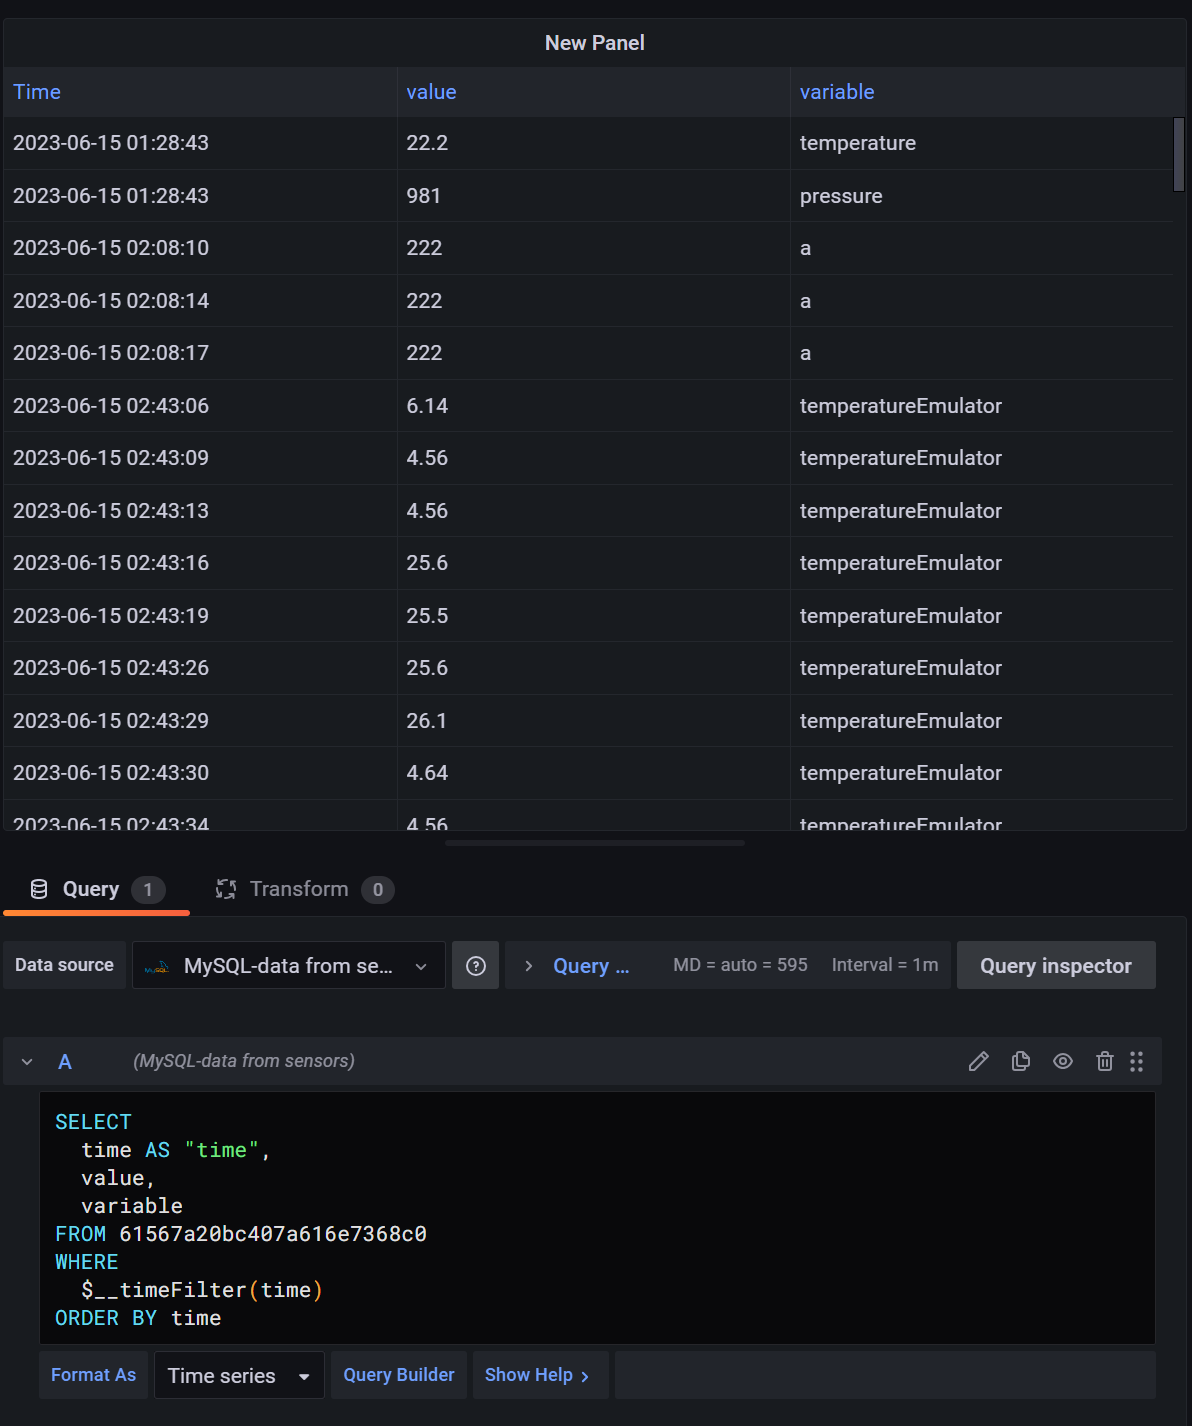 New Panel
Time value variable
2023-06-15 01:28:43 22.2 temperature
2023-06-15 01:28:43 981 pressure
2023-06-15 02:08:10 222 a
2023-06-15 02:08:14 222 a
2023-06-15 02:08:17 222 a
2023-06-15 02:43:06 6.14 temperatureEmulator
2023-06-15 02:43:09 4.56 temperatureEmulator
2023-06-15 02:43:13 4.56 temperatureEmulator
2023-06-15 02:43:16 25.6 temperatureEmulator
2023-06-15 02:43:19 25.5 temperatureEmulator
2023-06-15 02:43:26 25.6 temperatureEmulator
2023-06-15 02:43:29 26.1 temperatureEmulator
2023-06-15 02:43:30 4.64 temperatureEmulator
2023-06-15 02:43:34 4.56 temperatureEmulator
Query 1 Transform 0
Data source MySQL MySQL-data from se... Query ... MD = auto = 595 Interval = 1m Query inspector
A (MySQL-data from sensors)
SELECT
time AS "time",
value,
variable
FROM 61567a20bc407a616e7368c0
WHERE
$__timeFilter(time)
ORDER BY time
Format As Time series Query Builder Show Help